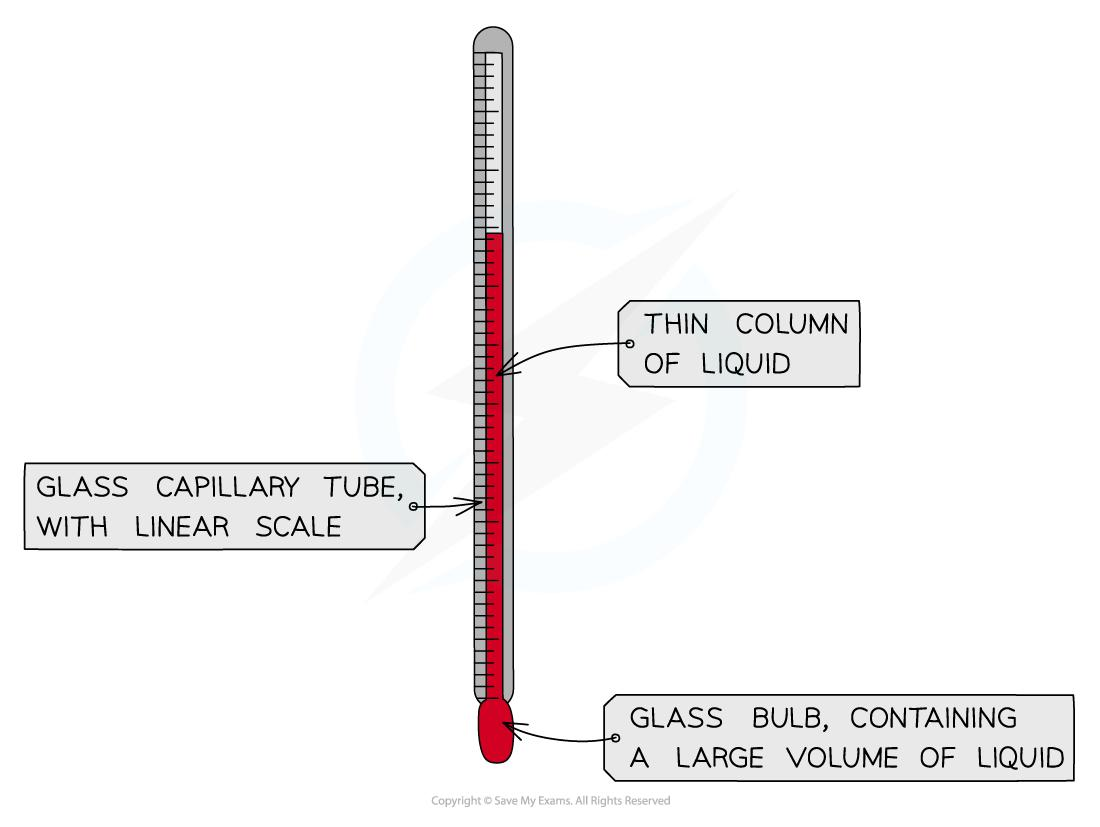 THIN COLUMN
OF LIQUID
GLASS CAPILLARY TUBE,
WITH LINEAR SCALE
GLASS BULB, CONTAINING
A LARGE VOLUME OF LIQUID
Copyright © Save My Exams. All Rights Reserved